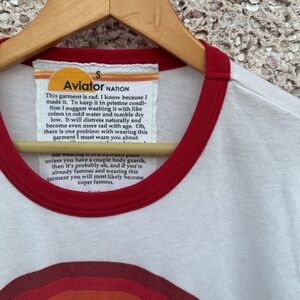 S
Aviator NATION
This garment is rad. I know because I
made it. To keep it in pristine condi-
tion I suggest washing it with like
colors in cold water and tumble dry
low. It will distress naturally and
become even more rad with age. Oh,
there is one problem with wearing this
garment I must warn you about:
wearing in a crowded place
unless you have a couple body guards,
then it's probably ok, and if you're
already famous and wearing this
garment you will most likely become
super famous.